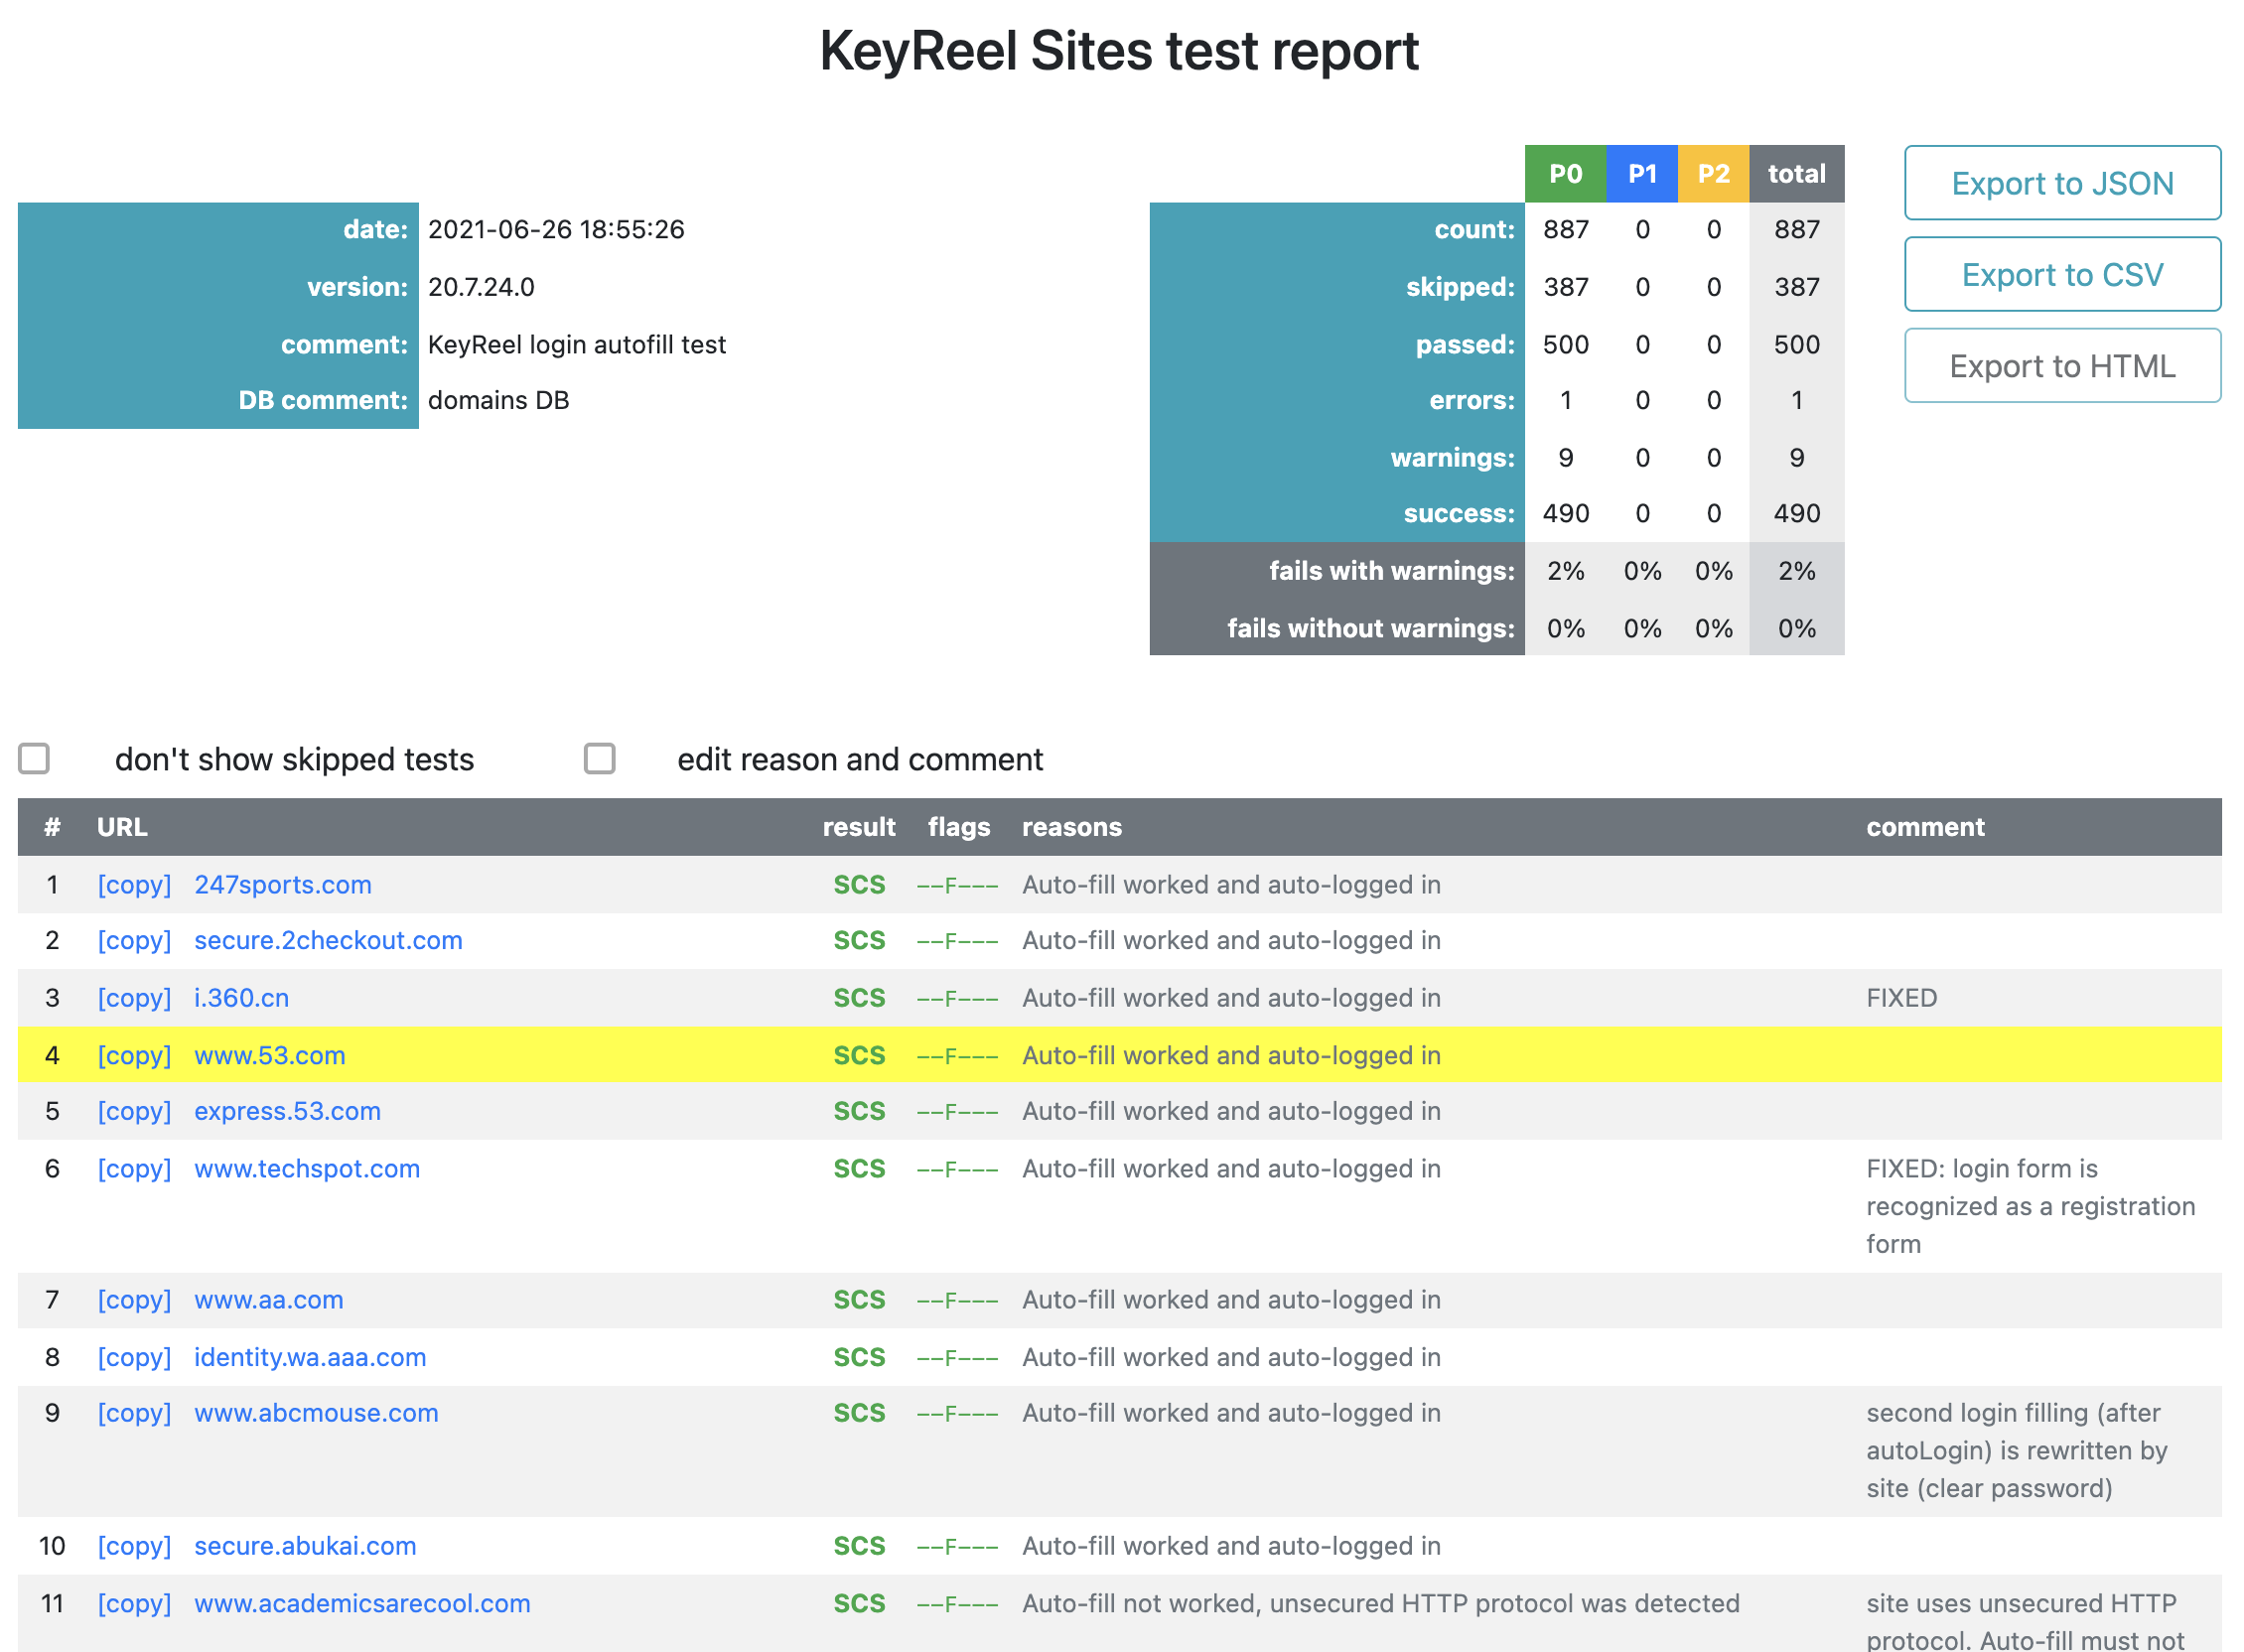 KeyReel Sites test report
date: 2021-06-26 18:55:26
version: 20.7.24.0
comment: KeyReel login autofill test
DB comment: domains DB
P0 P1 P2 total
count: 887 0 0 887
skipped: 387 0 0 387
passed: 500 0 0 500
errors: 1 0 0 1
warnings: 9 0 0 9
success: 490 0 0 490
fails with warnings: 2% 0% 0% 2%
fails without warnings: 0% 0% 0% 0%
Export to JSON
Export to CSV
Export to HTML
don't show skipped tests edit reason and comment
# URL result flags reasons comment
1 [copy] 247sports.com SCS --F--- Auto-fill worked and auto-logged in
2 [copy] secure.2checkout.com SCS --F--- Auto-fill worked and auto-logged in
3 [copy] i.360.cn SCS --F--- Auto-fill worked and auto-logged in FIXED
4 [copy] www.53.com SCS --F--- Auto-fill worked and auto-logged in
5 [copy] express.53.com SCS --F--- Auto-fill worked and auto-logged in
6 [copy] www.techspot.com SCS --F--- Auto-fill worked and auto-logged in FIXED: login form is
recognized as a registration
form
7 [copy] www.aa.com SCS --F--- Auto-fill worked and auto-logged in
8 [copy] identity.wa.aaa.com SCS --F--- Auto-fill worked and auto-logged in
9 [copy] www.abcmouse.com SCS --F--- Auto-fill worked and auto-logged in second login filling (after
autoLogin) is rewritten by
site (clear password)
10 [copy] secure.abukai.com SCS --F--- Auto-fill worked and auto-logged in
11 [copy] www.academicsarecool.com SCS --F--- Auto-fill not worked, unsecured HTTP protocol was detected site uses unsecured HTTP
protocol. Auto-fill must not